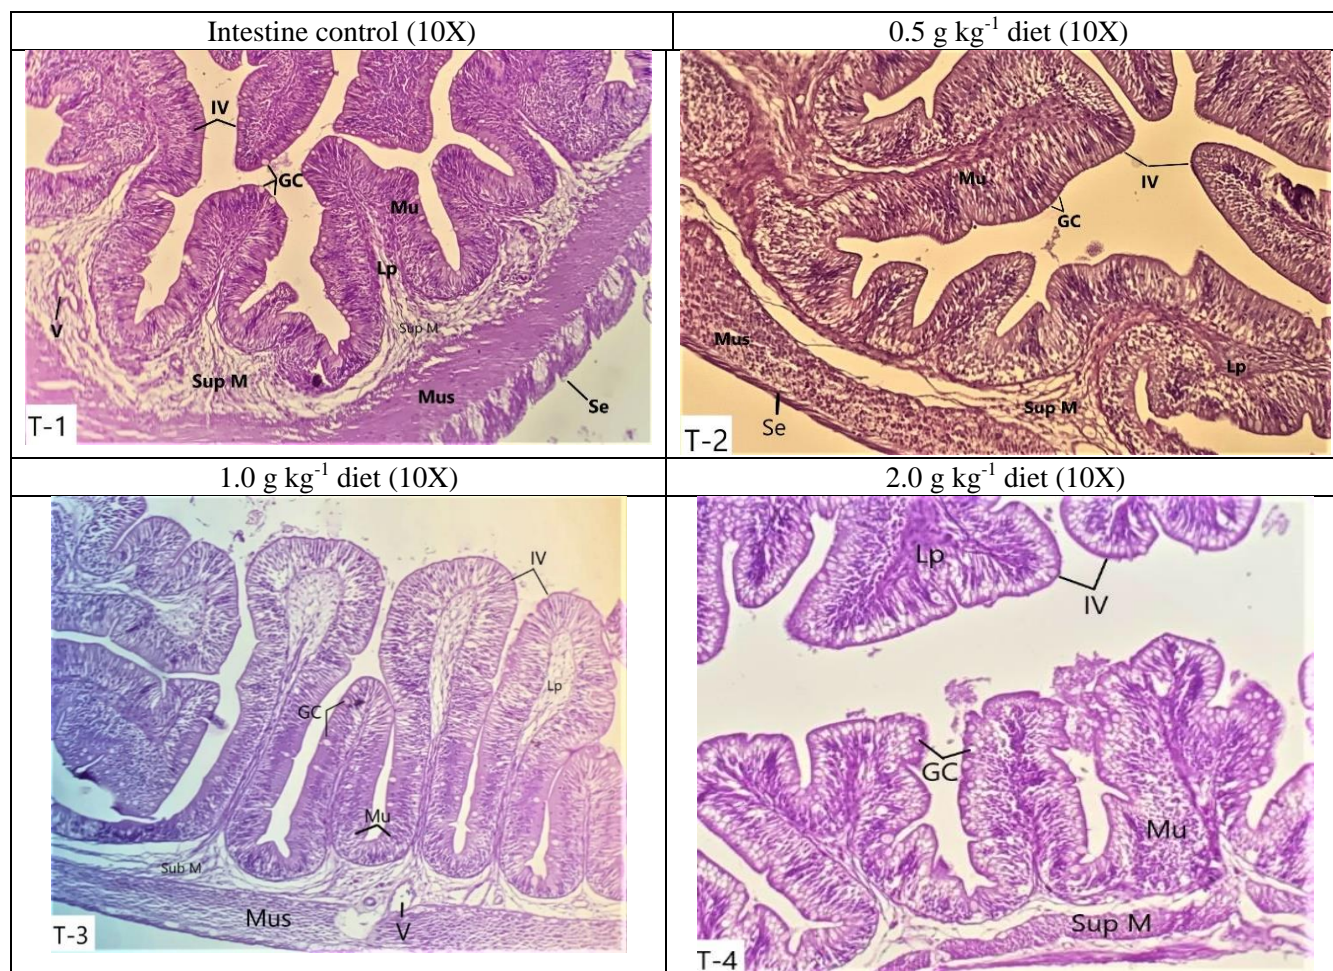 Intestine control (10X)
0.5 g kg⁻¹ diet (10X)
IV
GC
Mu
Lp
Sup M
V
Sup M
Mus
Se
T-1
Mu
IV
GC
Mus
Lp
Sup M
Se
T-2
1.0 g kg⁻¹ diet (10X)
2.0 g kg⁻¹ diet (10X)
IV
Lp
GC
Mu
Sub M
Mus
V
T-3
Lp
IV
GC
Mu
Sup M
T-4